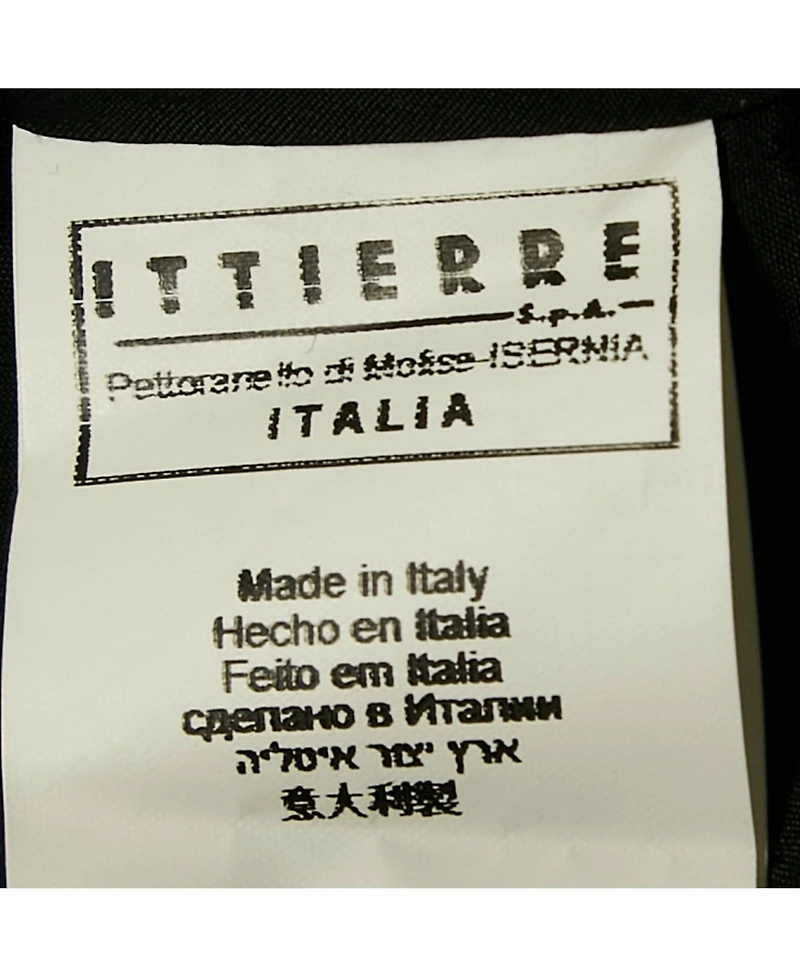 ITTIERRE
S.p.A.
Pettoranello di Molise-ISERNIA
ITALIA
Made in Italy
Hecho en Italia
Feito em Italia
сделано в Италии
ארץ יצור איטליה
意大利製